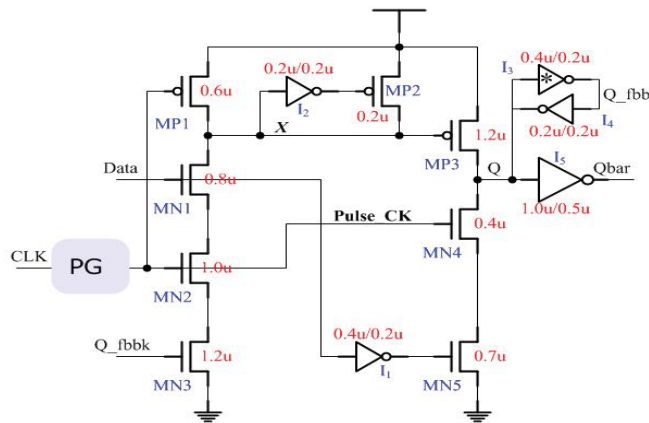 0.4u/0.2u
I3
*
Q_fbb
0.2u/0.2u
0.6u
MP2
MP1
I2
0.2u/0.2u
I4
0.2u
X
1.2u
MP3
Q
I5
Qbar
Data
0.8u
MN1
Pulse_CK
0.4u
1.0u/0.5u
MN4
CLK
PG
1.0u
MN2
Q_fbbk
0.4u/0.2u
1.2u
0.7u
MN3
I1
MN5